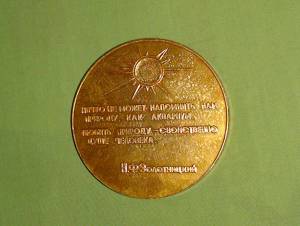 НИЧТО НЕ МОЖЕТ НАПОМНИТЬ НАМ
ПРИРОДУ КАК АКВАРИУМ
ЛЮБИТЬ ПРИРОДУ – СВОЙСТВЕННО
ДУШЕ ЧЕЛОВЕКА
Н.Ф. Золотницкий